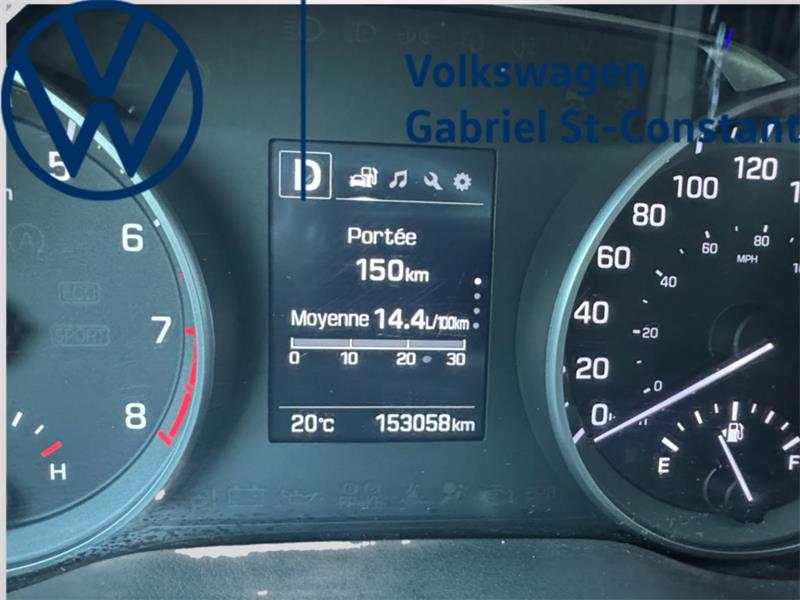 Volkswagen
Gabriel St-Constant
D
Portée
150km
Moyenne 14.4L/100km
0 10 20 30
20°C 153058km
5
6
7
8
H
SPORT
120
100
80
60
40
20
0
80
60
MPH
40
20
0
E F